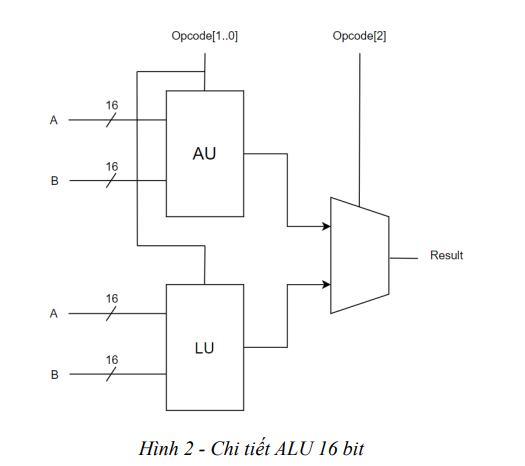 Opcode[1..0] Opcode[2]
16
A
AU
16
B
Result
16
A
LU
16
B
Hình 2 - Chi tiết ALU 16 bit